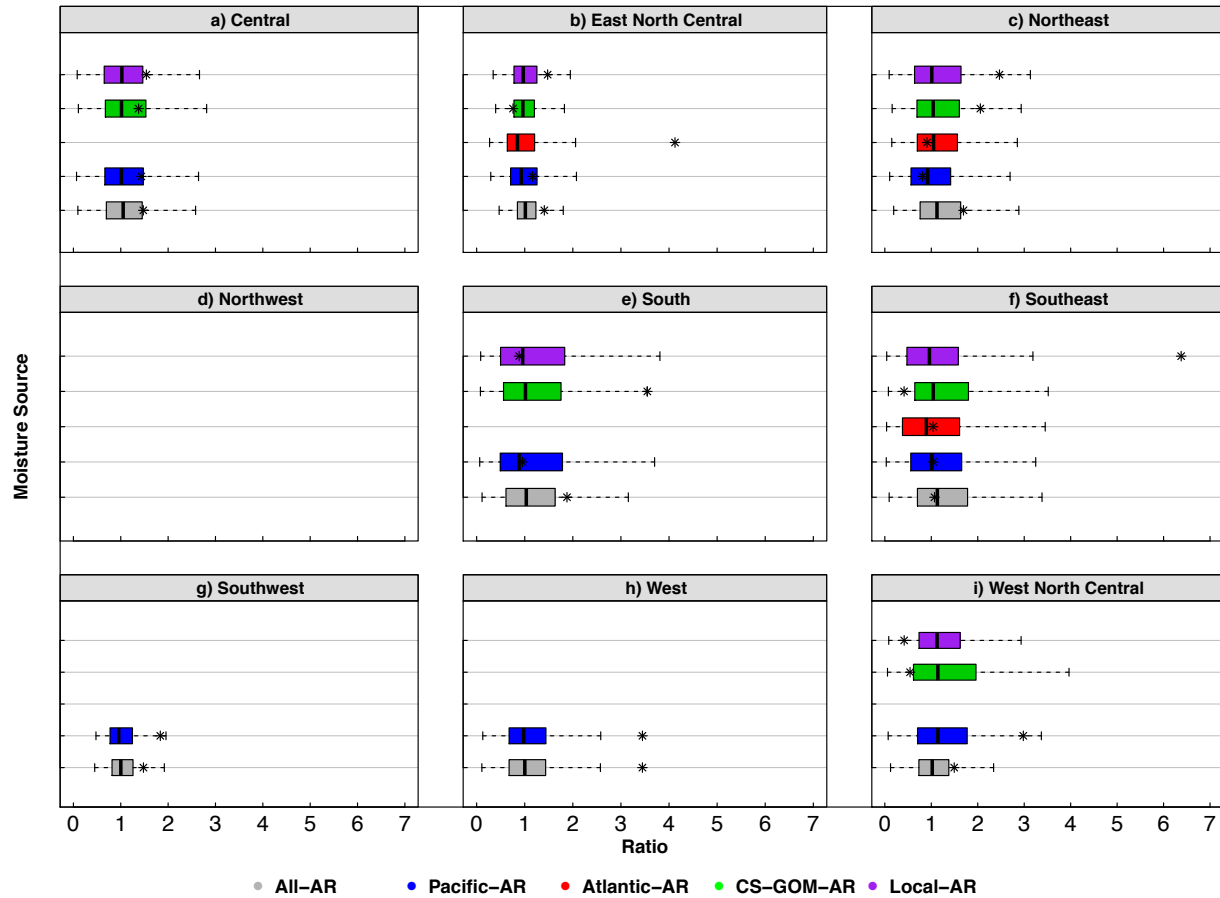 a) Central
b) East North Central
c) Northeast
d) Northwest
e) South
f) Southeast
Moisture Source
g) Southwest
h) West
i) West North Central
0 1 2 3 4 5 6 7
0 1 2 3 4 5 6 7
0 1 2 3 4 5 6 7
Ratio
All−AR
Pacific−AR
Atlantic−AR
CS−GOM−AR
Local−AR